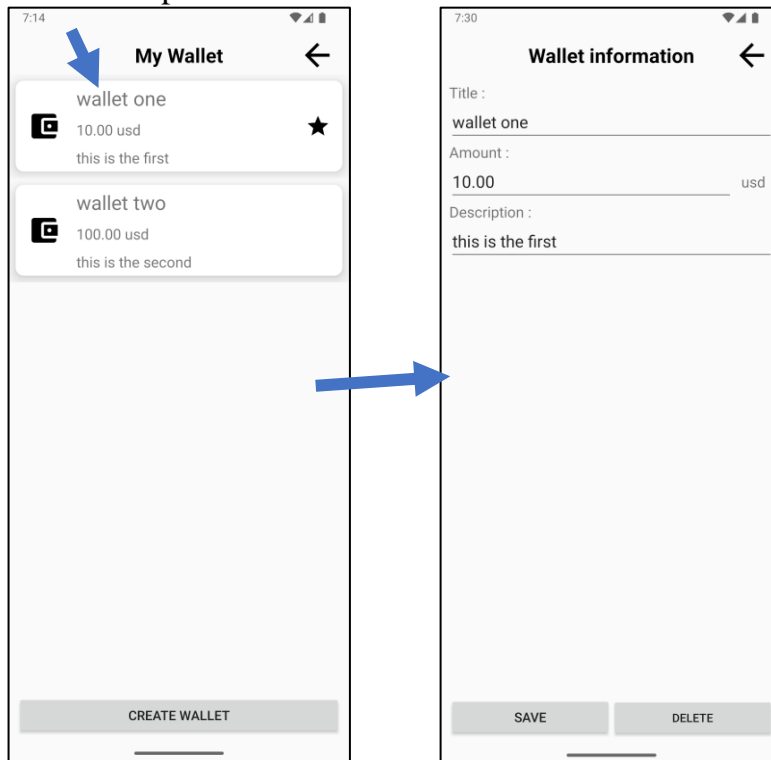 7:14
My Wallet
wallet one
10.00 usd
this is the first
wallet two
100.00 usd
this is the second
CREATE WALLET
7:30
Wallet information
Title :
wallet one
Amount :
10.00 usd
Description :
this is the first
SAVE DELETE